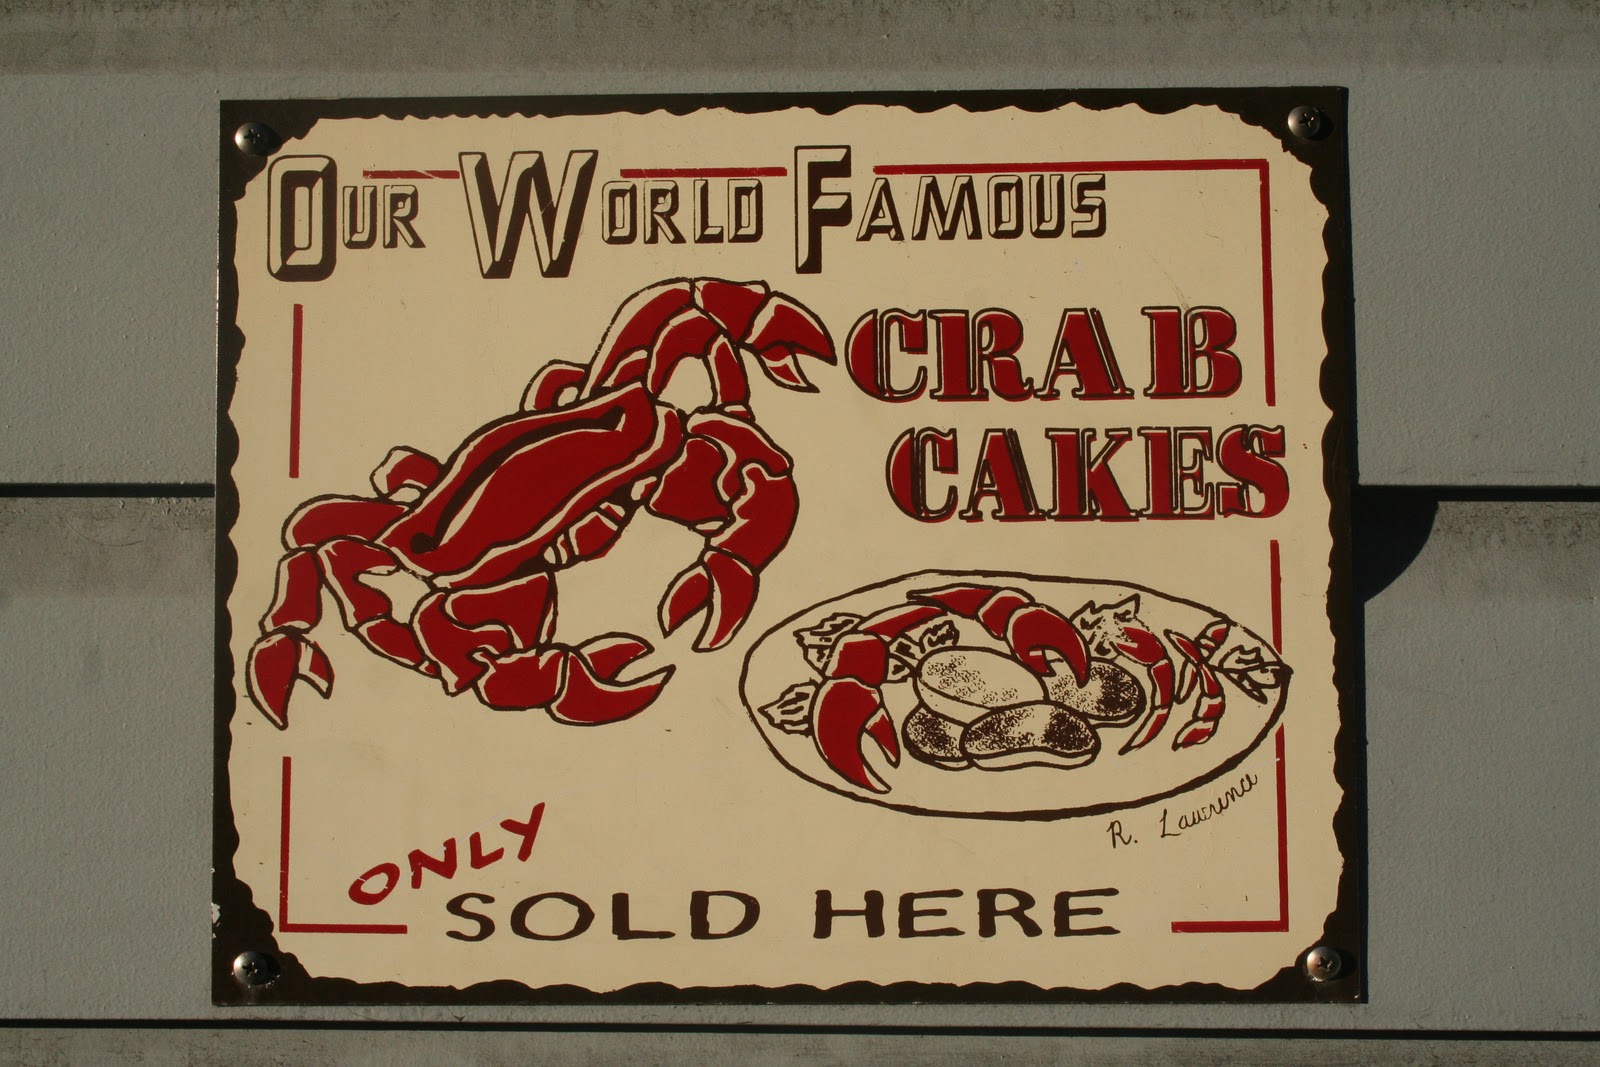 OUR WORLD FAMOUS
CRAB
CAKES
R. Lawrence
ONLY
SOLD HERE